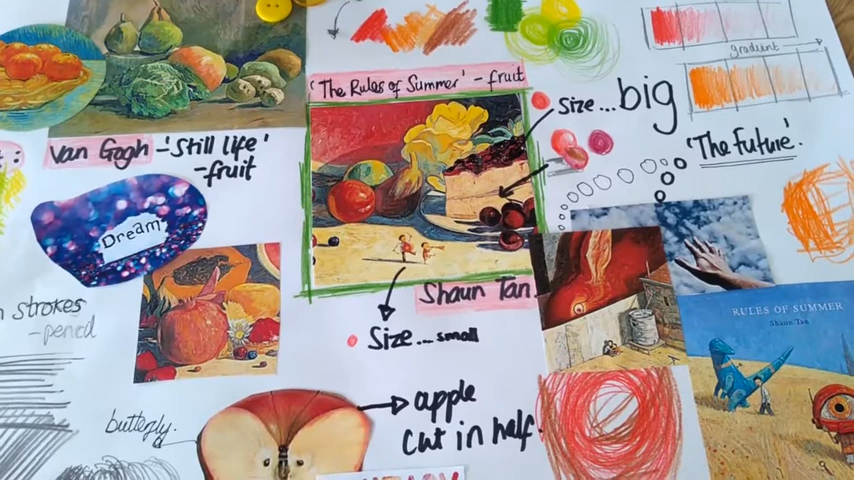 gradient
'The Rules of Summer' - fruit
Size...big
Van Gogh - 'Still life'
- fruit
'The Future'.
Dream
Shaun Tan
RULES OF SUMMER
Shaun Tan
strokes
- pencil
Size...small
apple
cut in half.
butterfly.